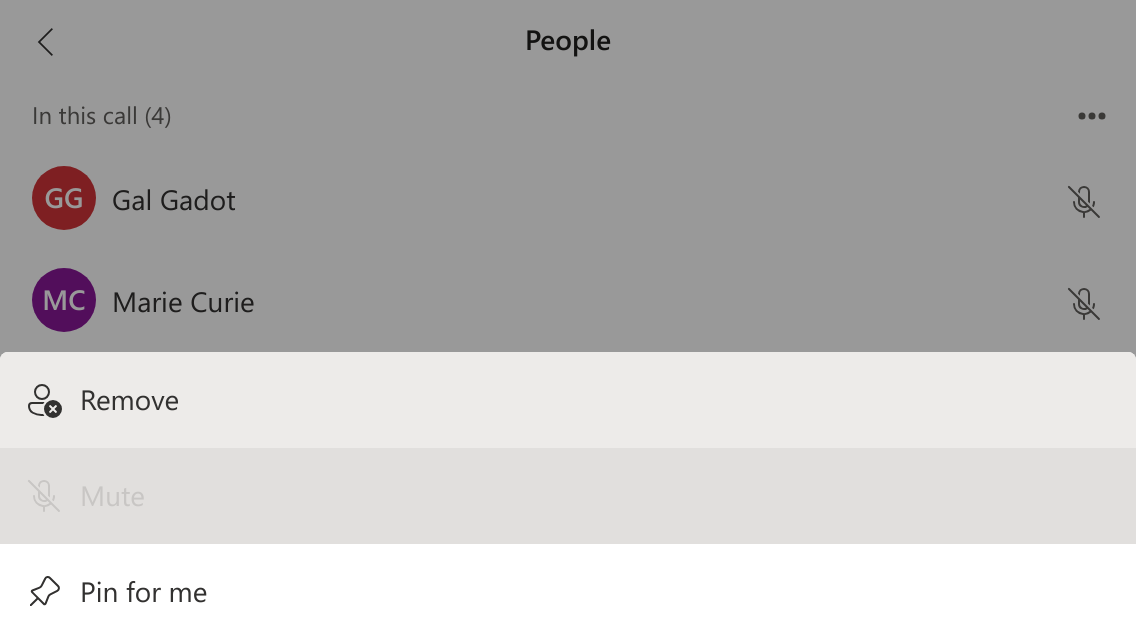 People
In this call (4)
GG Gal Gadot
MC Marie Curie
Remove
Mute
Pin for me